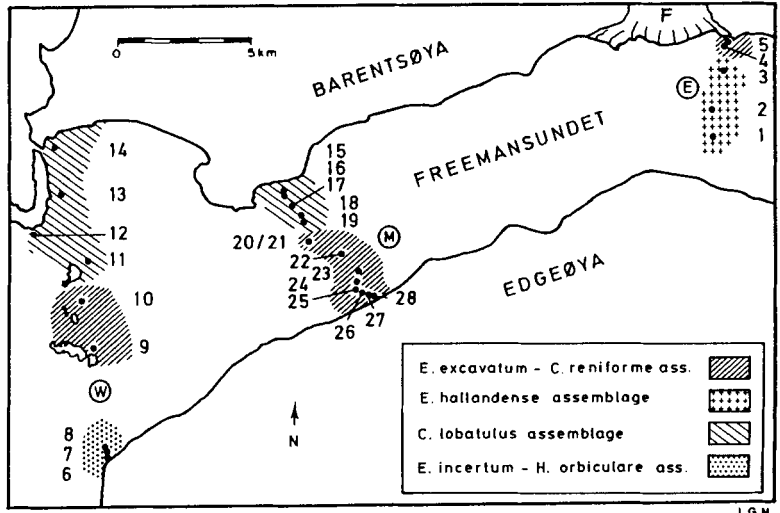 F
5
4
3
E
2
1
0 5km
BARENTSØYA
FREEMANSUNDET
EDGEØYA
14
13
12
11
10
9
W
8
7
6
15
16
17
18
19
20/21
M
22
23
24
25
26
27
28
N
E. excavatum - C. reniforme ass.
E. hallandense assemblage
C. lobatulus assemblage
E. incertum - H. orbiculare ass.